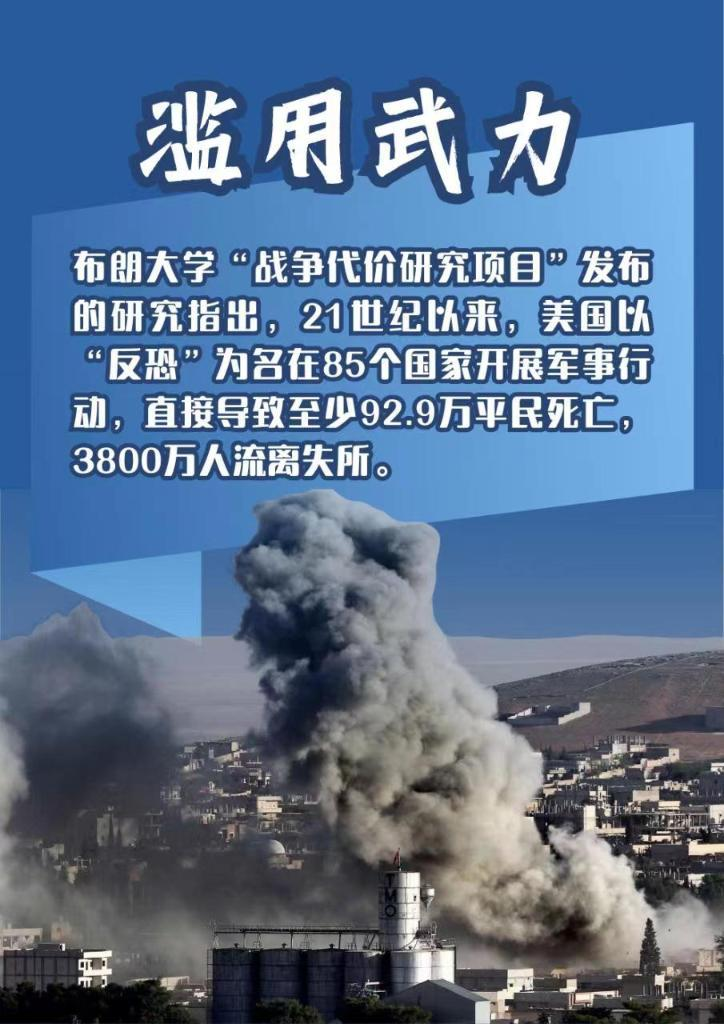 滥用武力
布朗大学“战争代价研究项目”发布
的研究指出，21世纪以来，美国以
“反恐”为名在85个国家开展军事行
动，直接导致至少92.9万平民死亡，
3800万人流离失所。
TMO